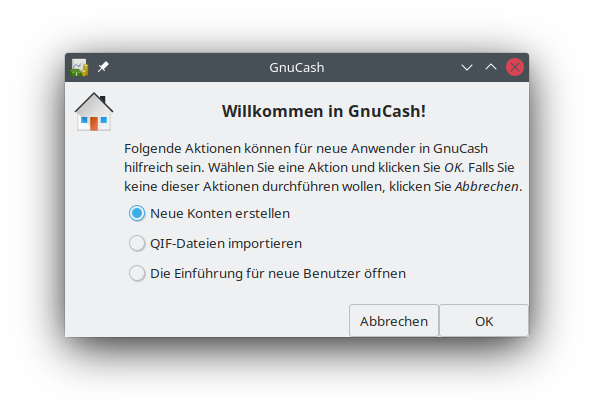 GnuCash
Willkommen in GnuCash!
Folgende Aktionen können für neue Anwender in GnuCash
hilfreich sein. Wählen Sie eine Aktion und klicken Sie OK. Falls Sie
keine dieser Aktionen durchführen wollen, klicken Sie Abbrechen.
Neue Konten erstellen
QIF-Dateien importieren
Die Einführung für neue Benutzer öffnen
Abbrechen
OK